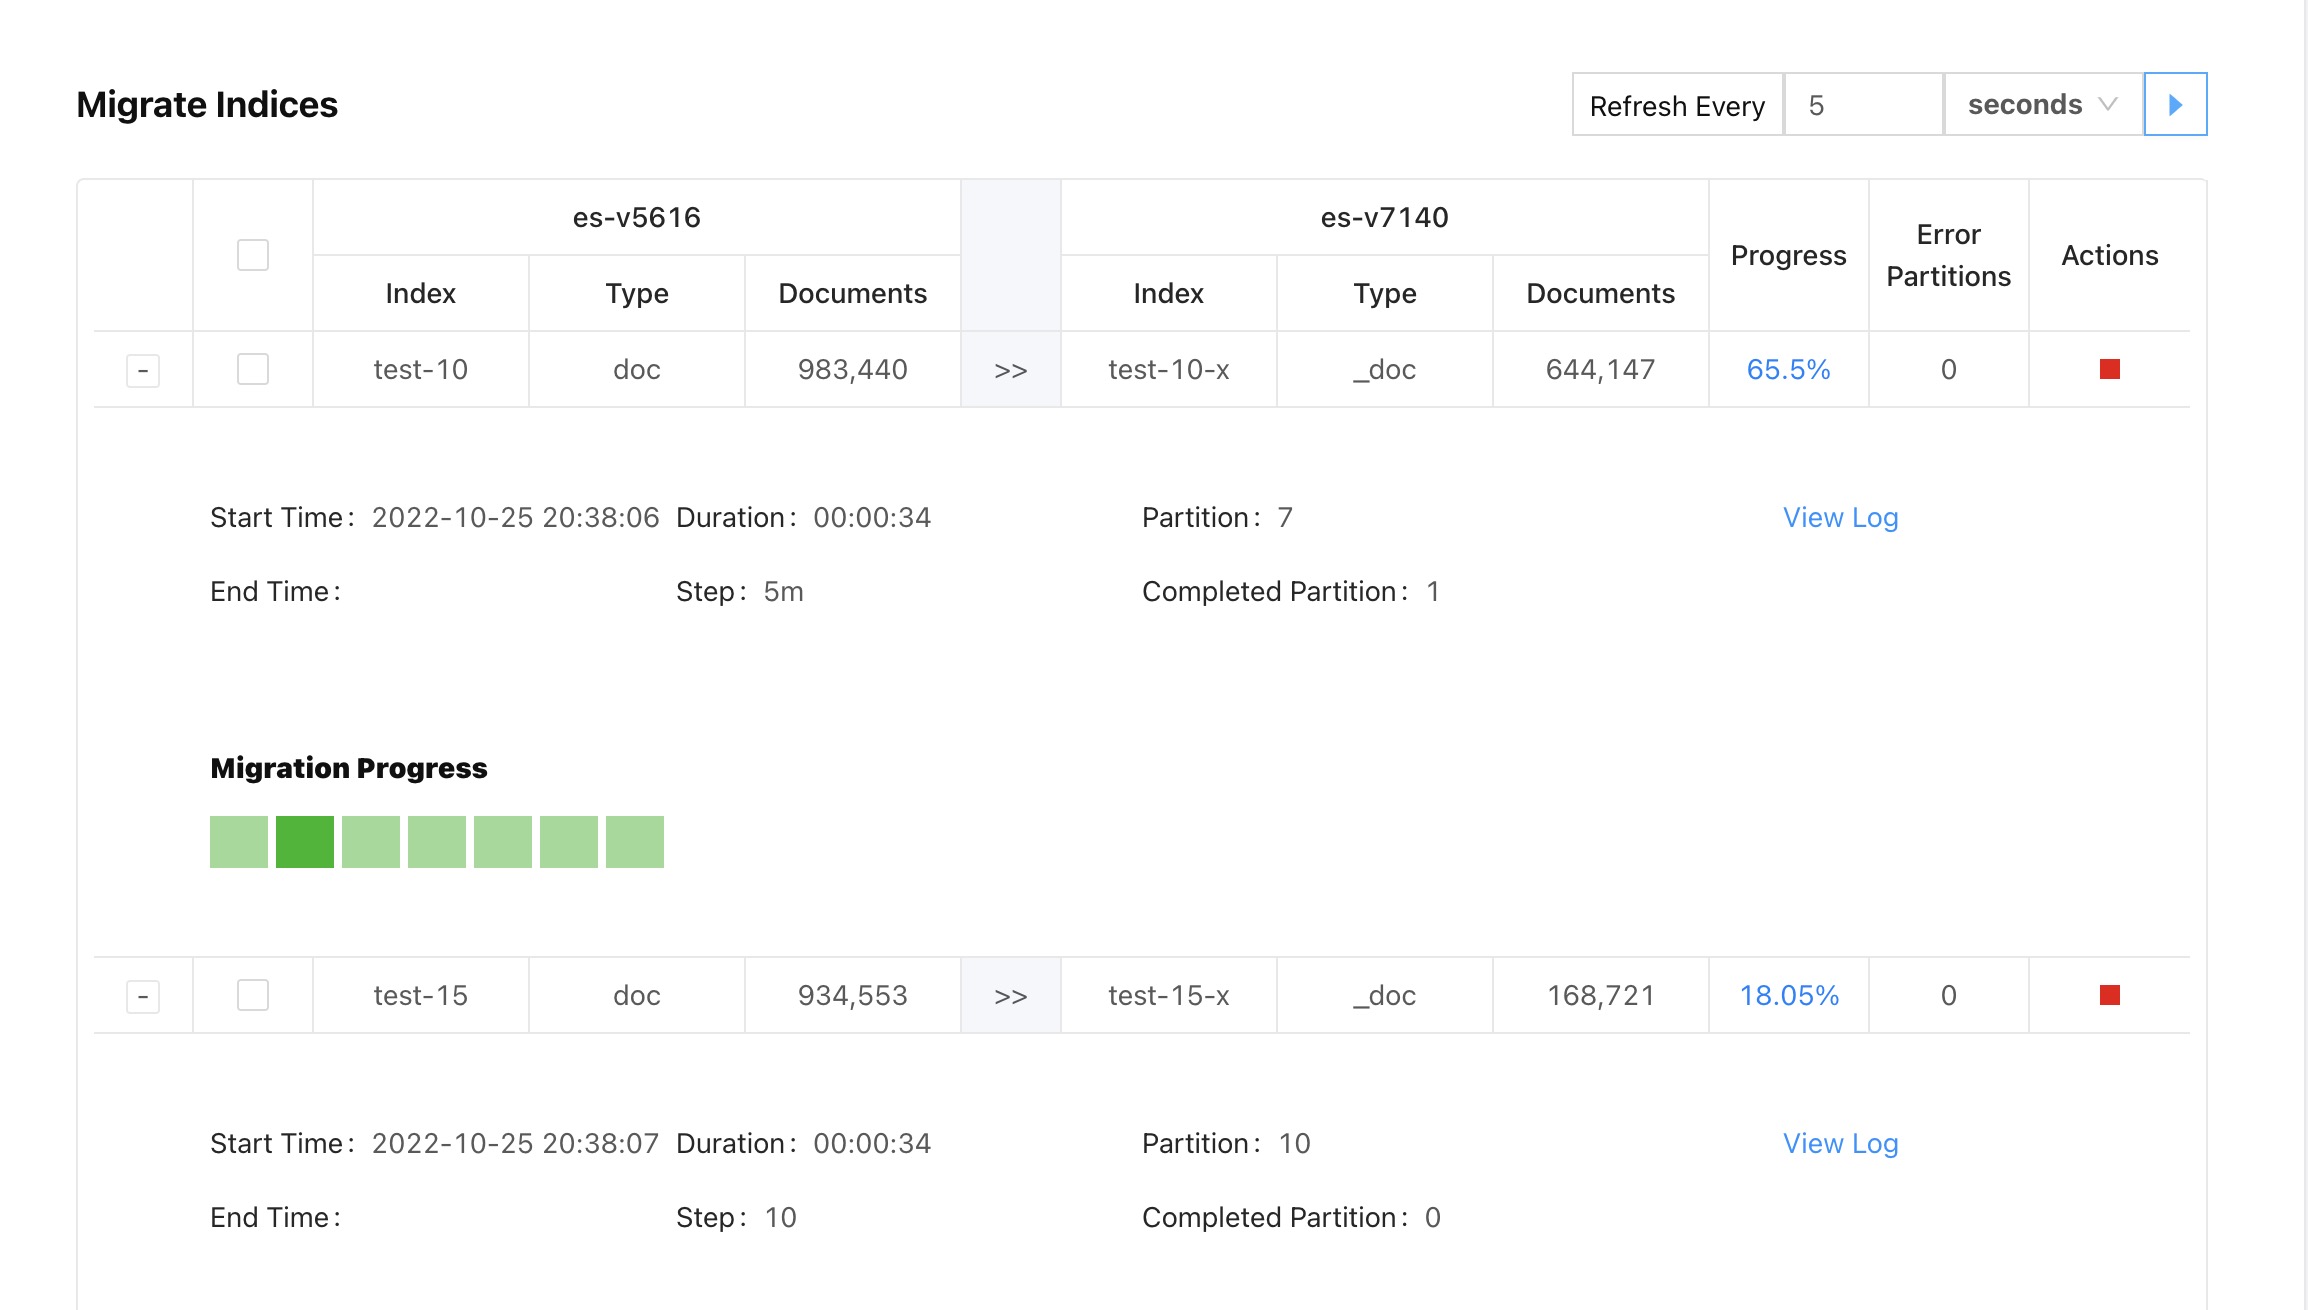 Migrate Indices
Refresh Every 5 seconds
es-v5616 es-v7140 Progress Error Partitions Actions
Index Type Documents Index Type Documents
- test-10 doc 983,440 >> test-10-x _doc 644,147 65.5% 0
Start Time: 2022-10-25 20:38:06 Duration: 00:00:34 Partition: 7 View Log
End Time: Step: 5m Completed Partition: 1
Migration Progress
- test-15 doc 934,553 >> test-15-x _doc 168,721 18.05% 0
Start Time: 2022-10-25 20:38:07 Duration: 00:00:34 Partition: 10 View Log
End Time: Step: 10 Completed Partition: 0